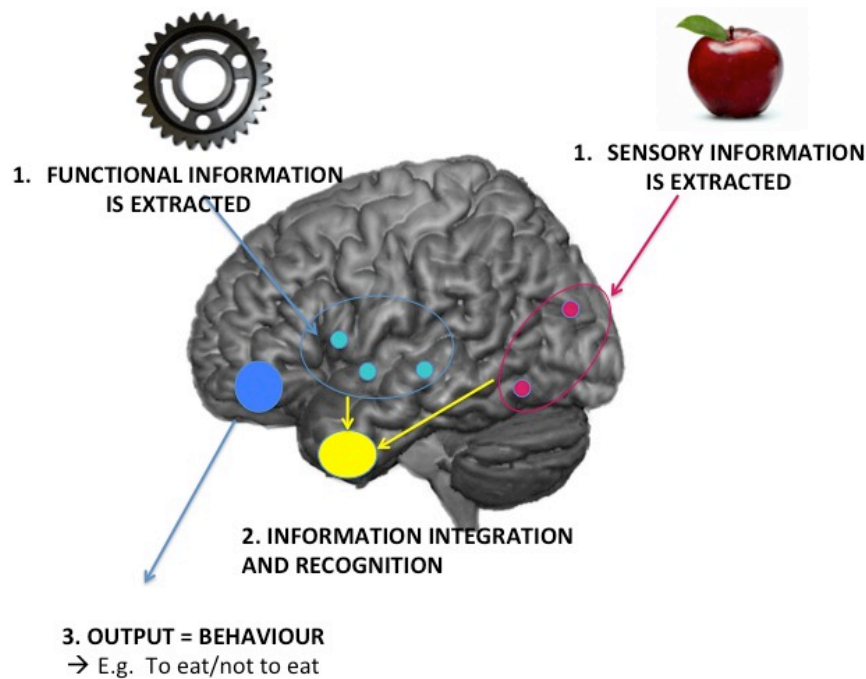 1. FUNCTIONAL INFORMATION
IS EXTRACTED
1. SENSORY INFORMATION
IS EXTRACTED
2. INFORMATION INTEGRATION
AND RECOGNITION
3. OUTPUT = BEHAVIOUR
→ E.g. To eat/not to eat